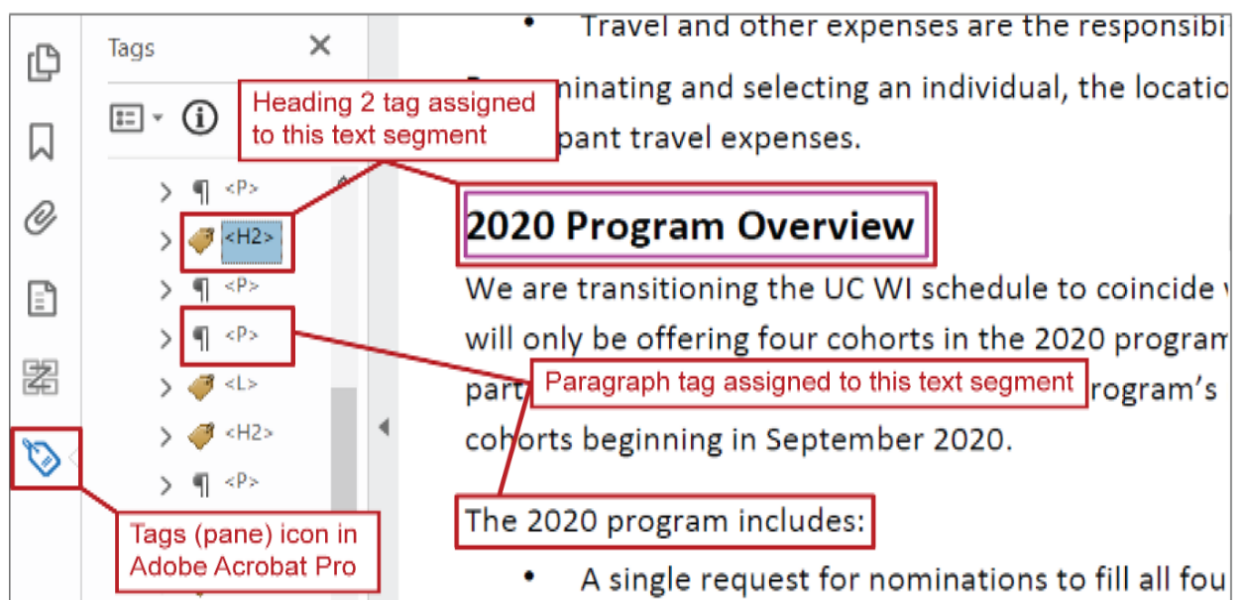 Tags
<P>
<H2>
<P>
<P>
<L>
<H2>
<P>
Heading 2 tag assigned
to this text segment
Tags (pane) icon in
Adobe Acrobat Pro
• Travel and other expenses are the responsibi
minating and selecting an individual, the locatio
pant travel expenses.
2020 Program Overview
We are transitioning the UC WI schedule to coincide
will only be offering four cohorts in the 2020 program
part
Paragraph tag assigned to this text segment
rogram's
cohorts beginning in September 2020.
The 2020 program includes:
• A single request for nominations to fill all fou